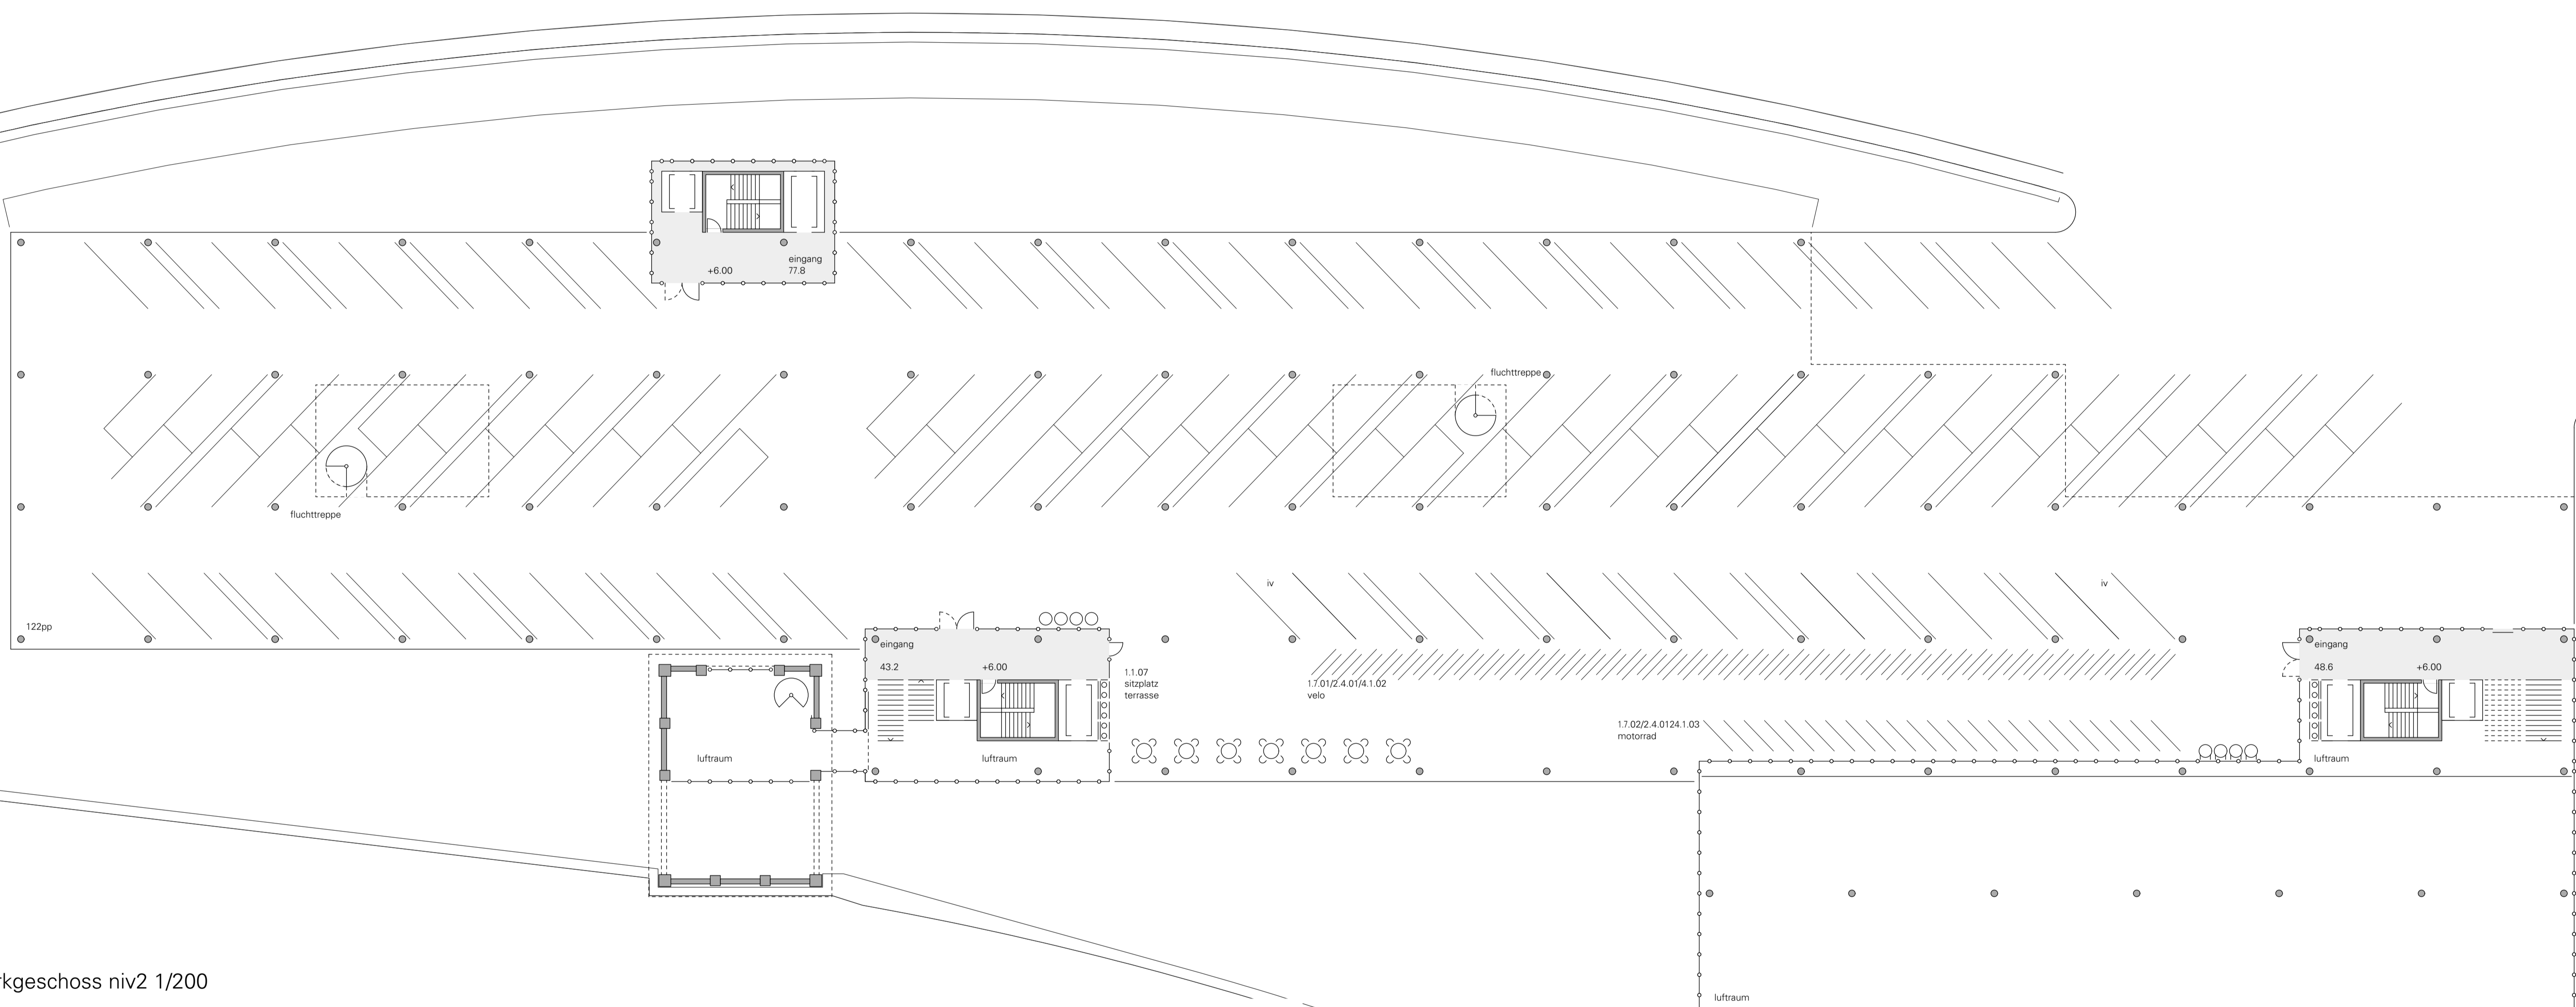 eingang
+6.00
77.8
fluchttreppe
fluchttreppe
iv
iv
122pp
eingang
43.2
+6.00
1.1.07
sitzplatz
terrasse
1.7.01/2.4.01/4.1.02
velo
eingang
48.6
+6.00
1.7.02/2.4.0124.1.03
motorrad
luftraum
luftraum
luftraum
rkgeschoss niv2 1/200
luftraum